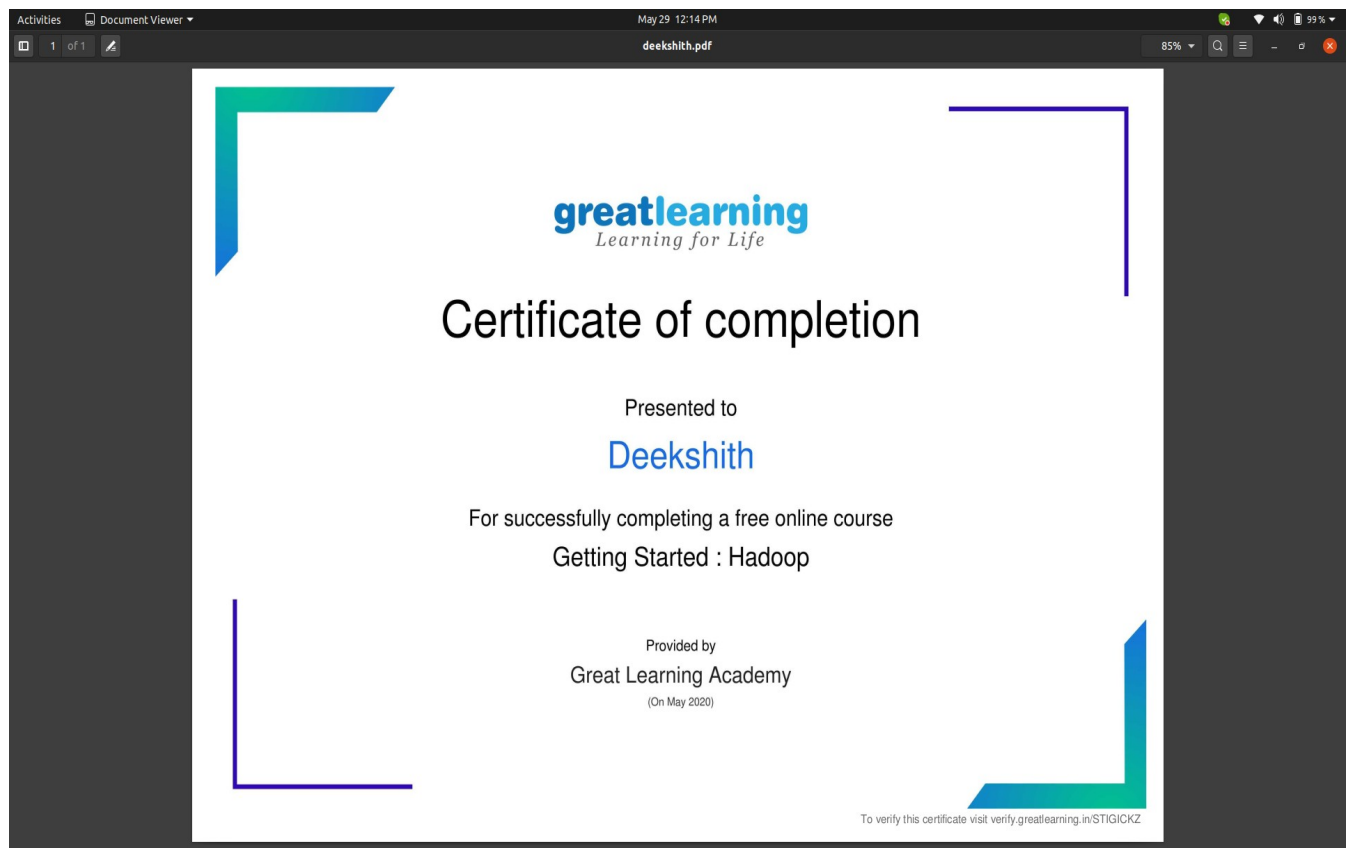 Activities Document Viewer May 29 12:14 PM 99 %
1 of 1 deekshith.pdf 85%
greatlearning
Learning for Life
Certificate of completion
Presented to
Deekshith
For successfully completing a free online course
Getting Started : Hadoop
Provided by
Great Learning Academy
(On May 2020)
To verify this certificate visit verify.greatlearning.in/STIGICKZ